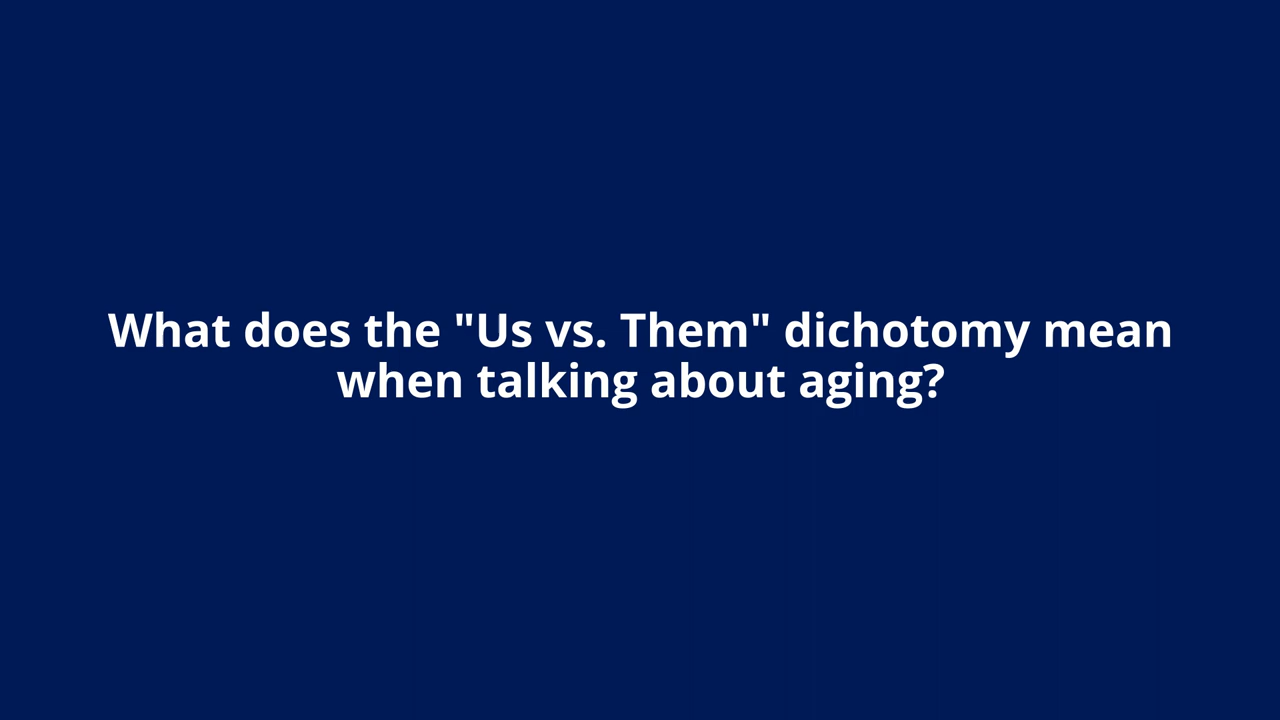 What does the "Us vs. Them" dichotomy mean
when talking about aging?